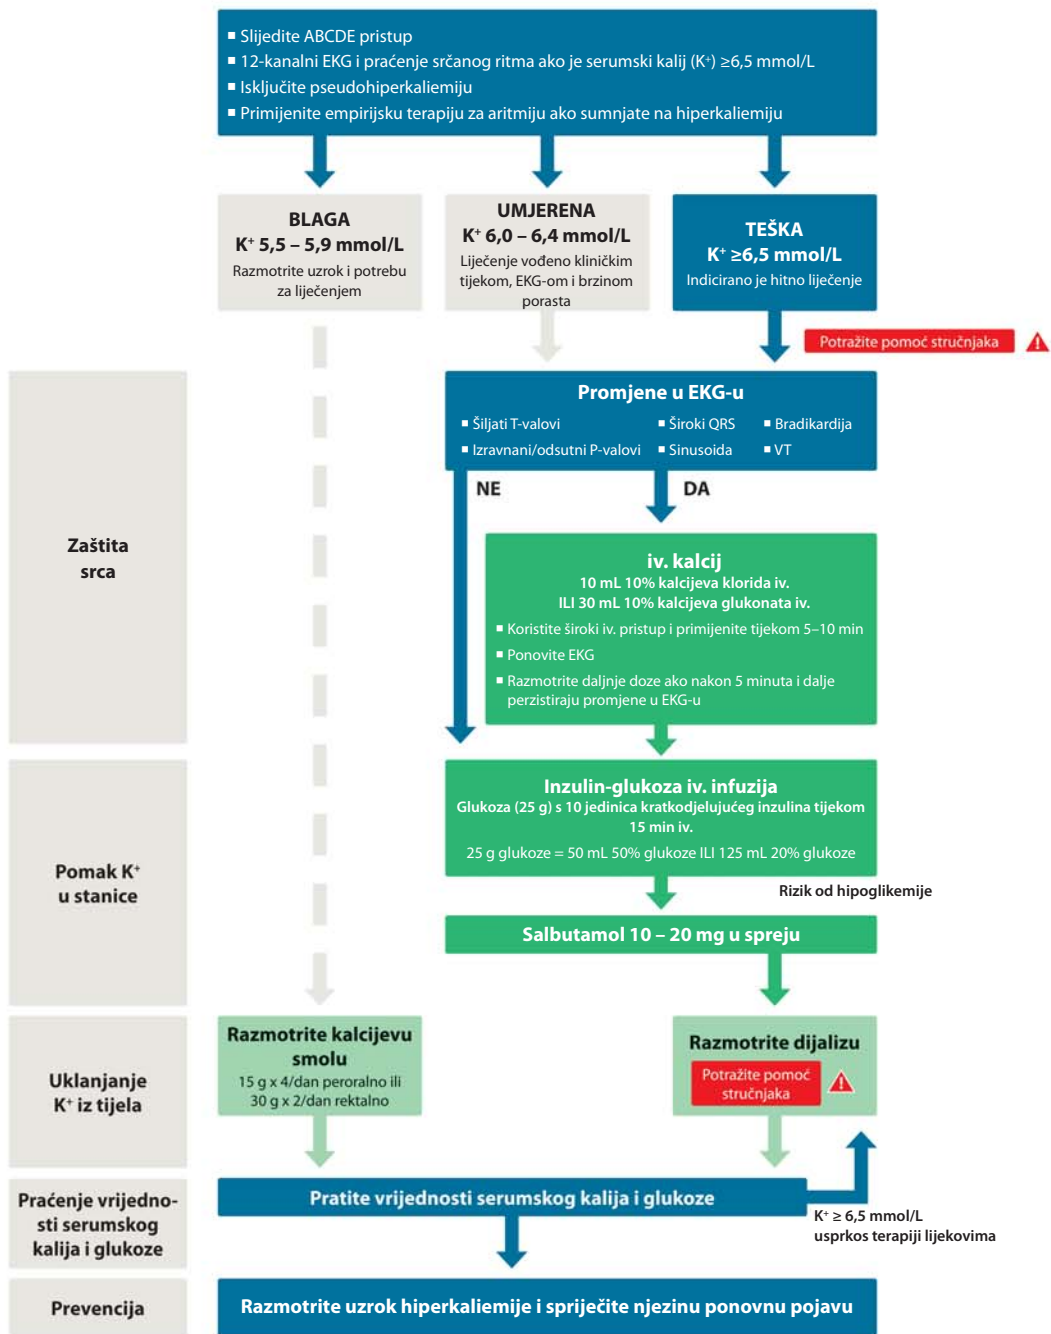 ■ Slijedite ABCDE pristup
■ 12-kanalni EKG i praćenje srčanog ritma ako je serumski kalij (K⁺) ≥6,5 mmol/L
■ Isključite pseudohiperkaliemiju
■ Primijenite empirijsku terapiju za aritmiju ako sumnjate na hiperkaliemiju
BLAGA
K⁺ 5,5 – 5,9 mmol/L
Razmotrite uzrok i potrebu
za liječenjem
UMJERENA
K⁺ 6,0 – 6,4 mmol/L
Liječenje vođeno kliničkim
tijekom, EKG-om i brzinom
porasta
TEŠKA
K⁺ ≥6,5 mmol/L
Indicirano je hitno liječenje
Potražite pomoć stručnjaka
Zaštita
srca
Promjene u EKG-u
■ Šiljati T-valovi
■ Široki QRS
■ Bradikardija
■ Izravnani/odsutni P-valovi
■ Sinusoida
■ VT
NE
DA
iv. kalcij
10 mL 10% kalcijeva klorida iv.
ILI 30 mL 10% kalcijeva glukonata iv.
■ Koristite široki iv. pristup i primijenite tijekom 5–10 min
■ Ponovite EKG
■ Razmotrite daljnje doze ako nakon 5 minuta i dalje
perzistiraju promjene u EKG-u
Pomak K⁺
u stanice
Inzulin-glukoza iv. infuzija
Glukoza (25 g) s 10 jedinica kratkodjelujućeg inzulina tijekom
15 min iv.
25 g glukoze = 50 mL 50% glukoze ILI 125 mL 20% glukoze
Rizik od hipoglikemije
Salbutamol 10 – 20 mg u spreju
Uklanjanje
K⁺ iz tijela
Razmotrite kalcijevu
smolu
15 g x 4/dan peroralno ili
30 g x 2/dan rektalno
Razmotrite dijalizu
Potražite pomoć
stručnjaka
Praćenje vrijedno-
sti serumskog
kalija i glukoze
Pratite vrijednosti serumskog kalija i glukoze
K⁺ ≥ 6,5 mmol/L
usprkos terapiji lijekovima
Prevencija
Razmotrite uzrok hiperkaliemije i spriječite njezinu ponovnu pojavu